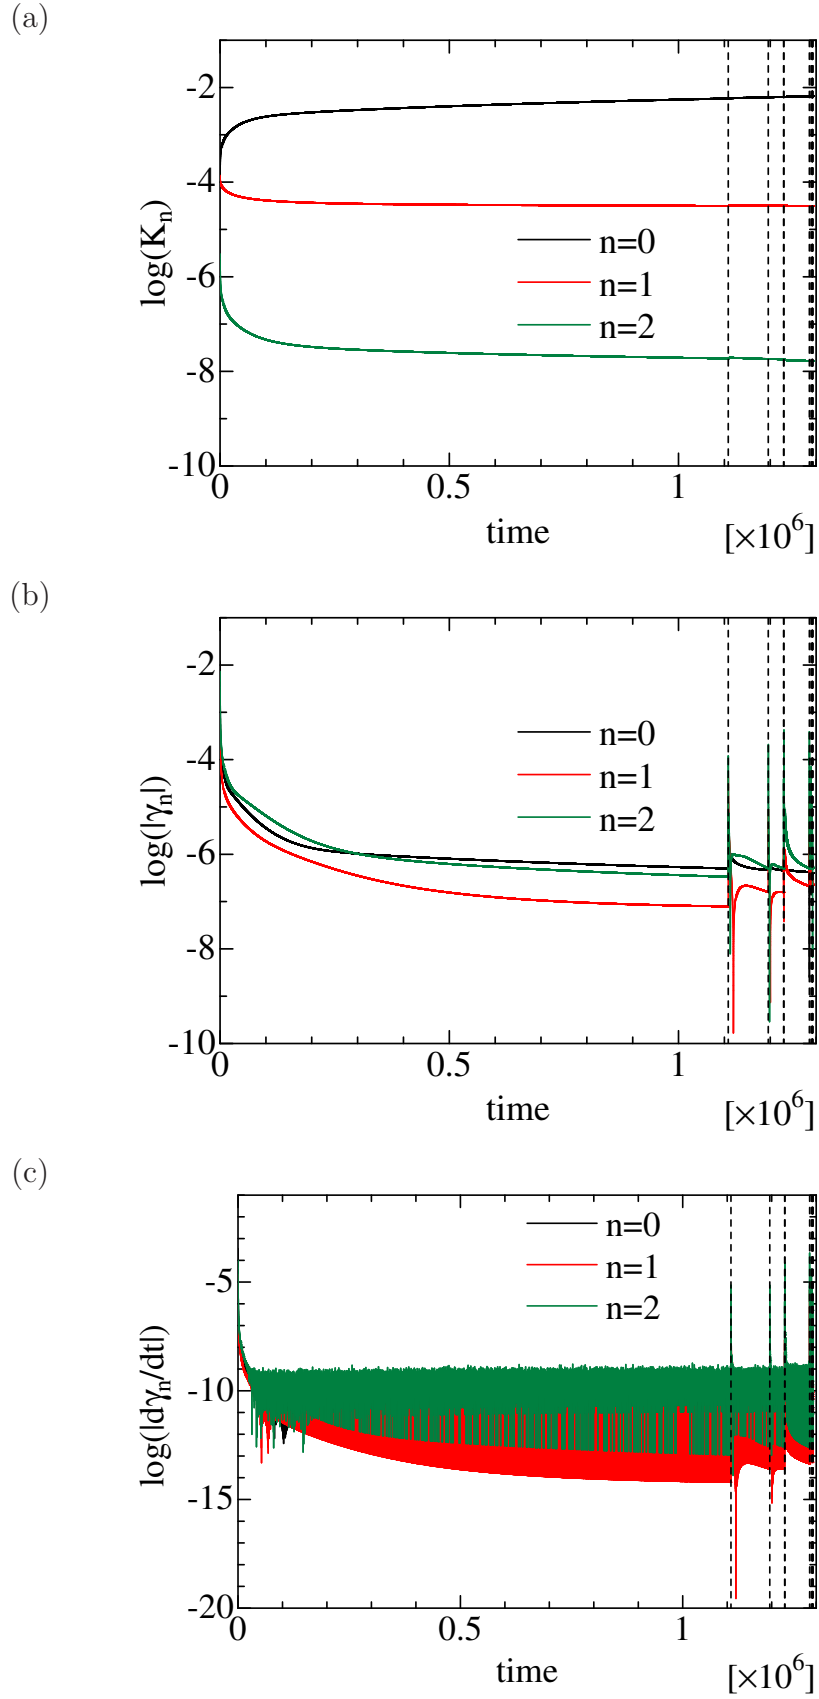 (a)
log(K_n)
-2
-4
-6
-8
-10
n=0
n=1
n=2
0
0.5
1
time
[×10^6]
(b)
log(|γ_n|)
-2
-4
-6
-8
-10
n=0
n=1
n=2
0
0.5
1
time
[×10^6]
(c)
log(|dγ_n/dt|)
-5
-10
-15
-20
n=0
n=1
n=2
0
0.5
1
time
[×10^6]